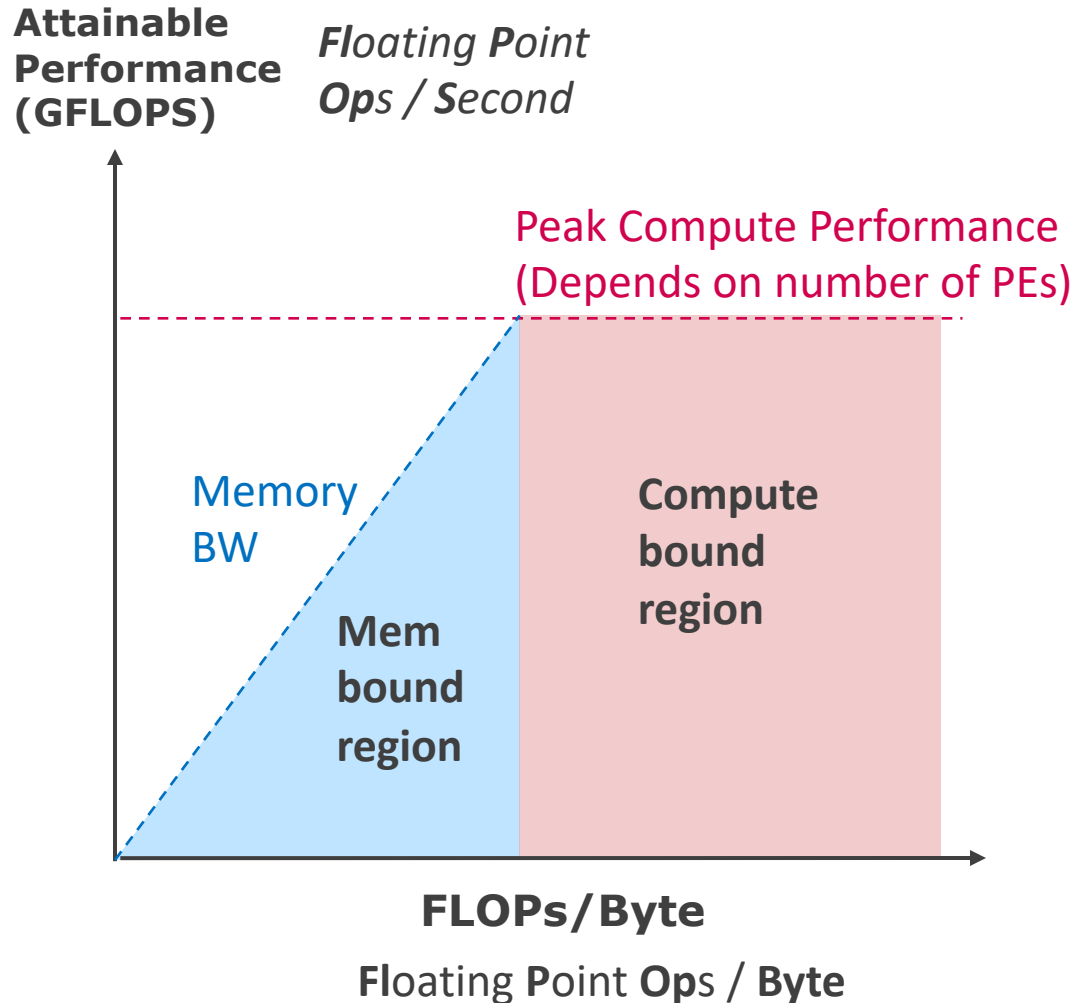 Attainable
Performance
(GFLOPS)
Floating Point
Ops / Second
Peak Compute Performance
(Depends on number of PEs)
Memory
BW
Compute
bound
region
Mem
bound
region
FLOPs/Byte
Floating Point Ops / Byte